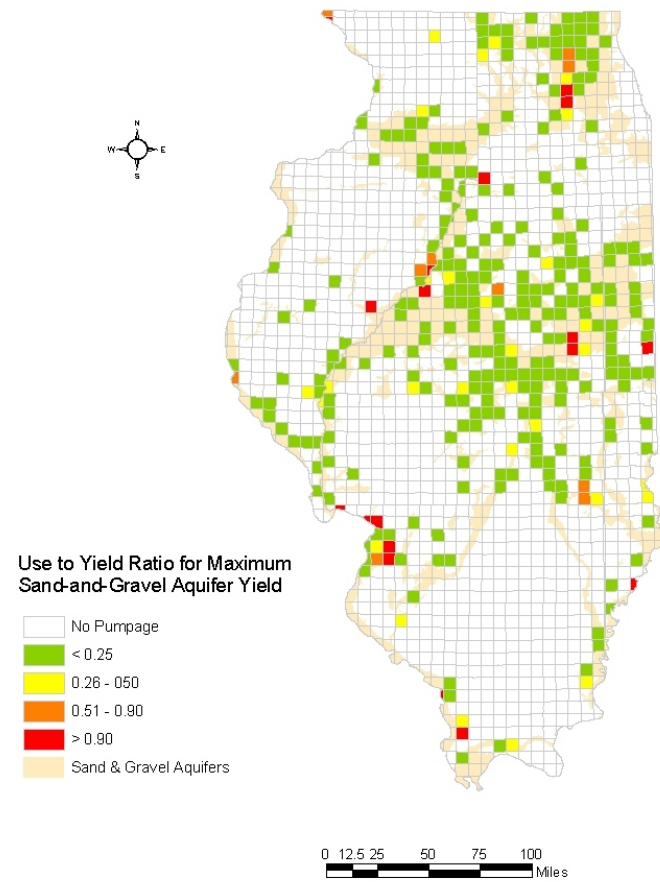 N
W E
S
Use to Yield Ratio for Maximum
Sand-and-Gravel Aquifer Yield
No Pumpage
< 0.25
0.26 - 050
0.51 - 0.90
> 0.90
Sand & Gravel Aquifers
0 12.5 25 50 75 100
Miles